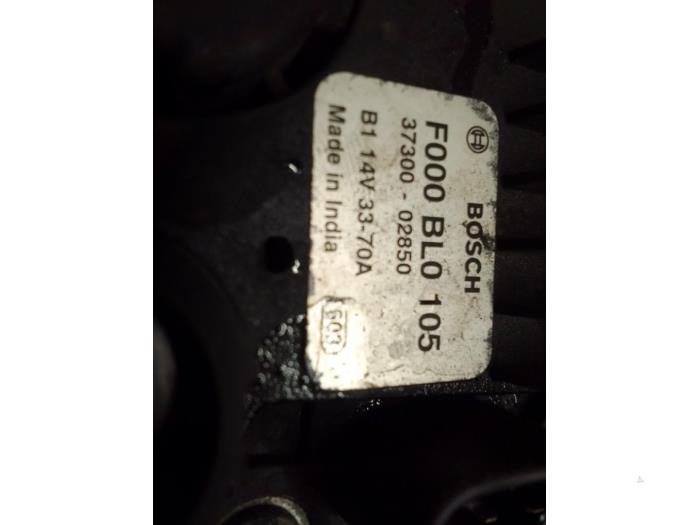 BOSCH
F000 BL0 105
37300 - 02850
B1 14V 33-70A
Made in India
603